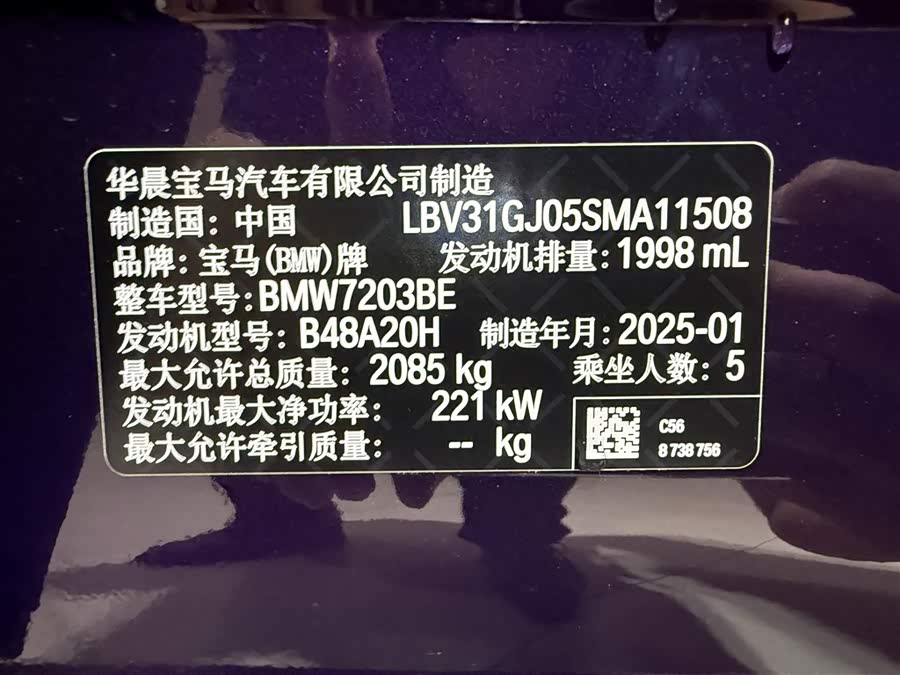 华晨宝马汽车有限公司制造
制造国：中国 LBV31GJ05SMA11508
品牌：宝马(BMW)牌 发动机排量：1998 mL
整车型号：BMW7203BE
发动机型号：B48A20H 制造年月：2025-01
最大允许总质量：2085 kg 乘坐人数：5
发动机最大净功率：221 kW
最大允许牵引质量：-- kg
C56
8 738 756